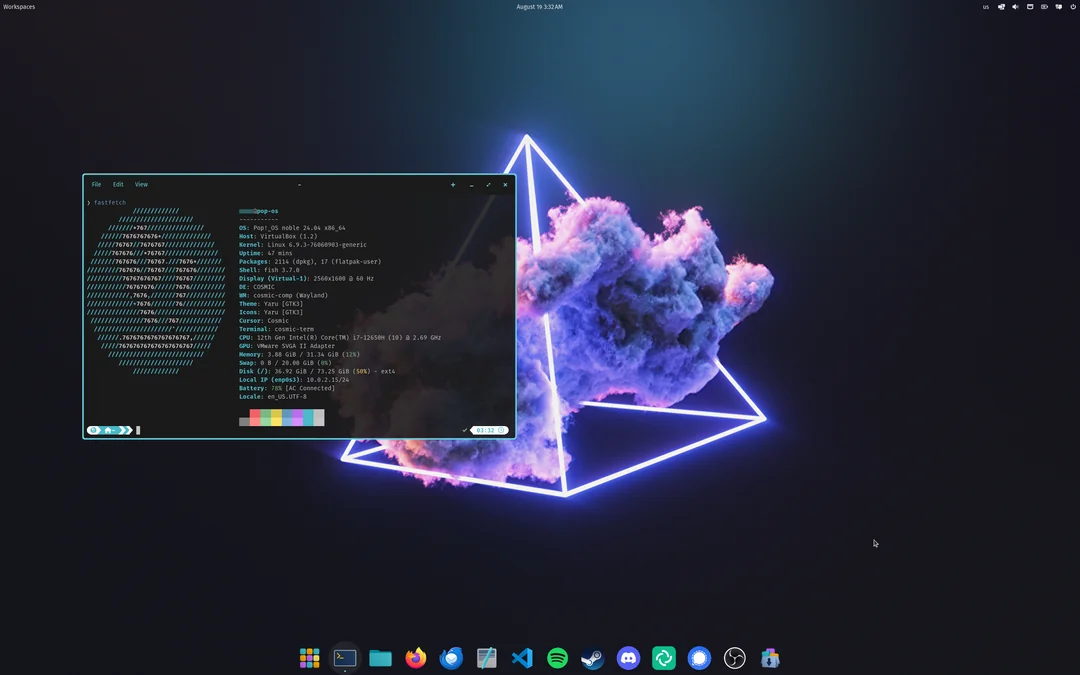 Workspaces
August 19 3:32 AM
us
File Edit View
~
❯ fastfetch
@pop-os
-----------
OS: Pop!_OS noble 24.04 x86_64
Host: VirtualBox (1.2)
Kernel: Linux 6.9.3-76060903-generic
Uptime: 47 mins
Packages: 2114 (dpkg), 17 (flatpak-user)
Shell: fish 3.7.0
Display (Virtual-1): 2560x1600 @ 60 Hz
DE: COSMIC
WM: cosmic-comp (Wayland)
Theme: Yaru [GTK3]
Icons: Yaru [GTK3]
Cursor: Cosmic
Terminal: cosmic-term
CPU: 12th Gen Intel(R) Core(TM) i7-12650H (10) @ 2.69 GHz
GPU: VMware SVGA II Adapter
Memory: 3.88 GiB / 31.34 GiB (12%)
Swap: 0 B / 20.00 GiB (0%)
Disk (/): 36.92 GiB / 73.25 GiB (50%) - ext4
Local IP (enp0s3): 10.0.2.15/24
Battery: 78% [AC Connected]
Locale: en_US.UTF-8
~
03:32